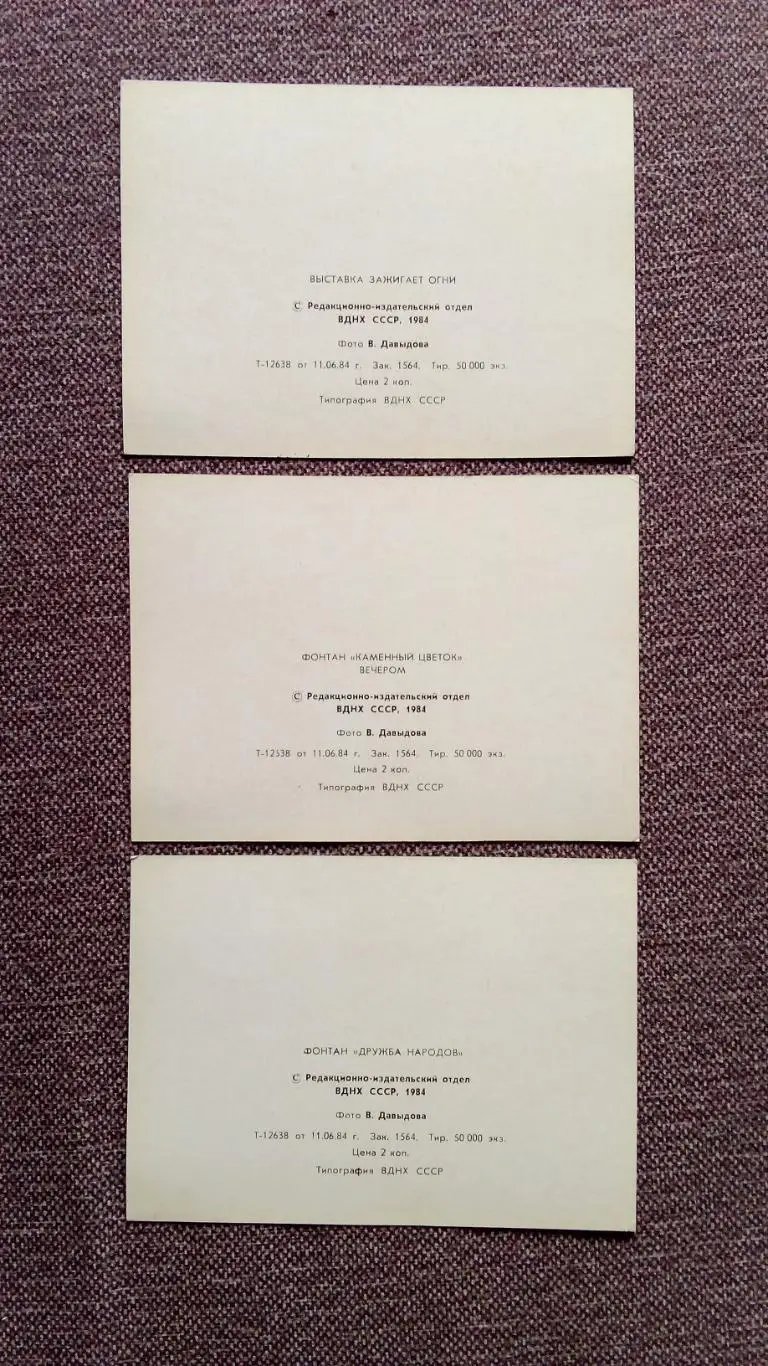 ВЫСТАВКА ЗАЖИГАЕТ ОГНИ
© Редакционно-издательский отдел
ВДНХ СССР, 1984
Фото В. Давыдова
Т-12638 от 11.06.84 г. Зак. 1564. Тир. 50 000 экз.
Цена 2 коп.
Типография ВДНХ СССР
ФОНТАН «КАМЕННЫЙ ЦВЕТОК»
ВЕЧЕРОМ
© Редакционно-издательский отдел
ВДНХ СССР, 1984
Фото В. Давыдова
Т-12538 от 11.06.84 г. Зак. 1564. Тир. 50 000 экз.
Цена 2 коп.
Типография ВДНХ СССР
ФОНТАН «ДРУЖБА НАРОДОВ»
© Редакционно-издательский отдел
ВДНХ СССР, 1984
Фото В. Давыдова
Т-12638 от 11.06.84 г. Зак. 1564. Тир. 50 000 экз.
Цена 2 коп.
Типография ВДНХ СССР